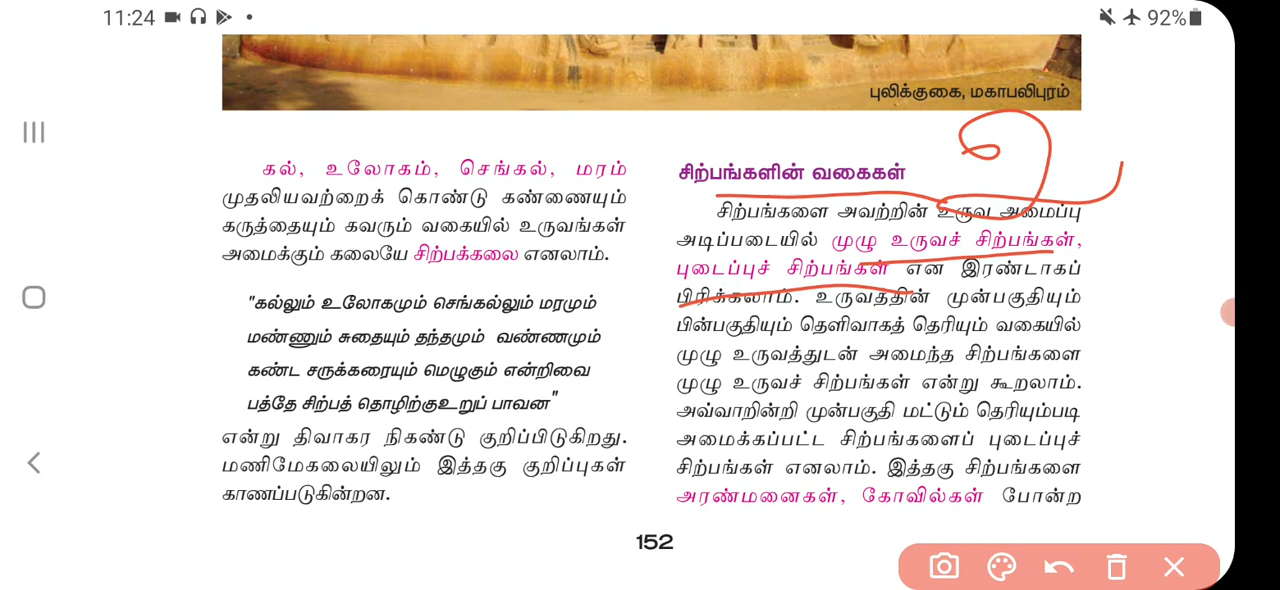 11:24
92%
புலிக்குகை, மகாபலிபுரம்
கல், உலோகம், செங்கல், மரம்
முதலியவற்றைக் கொண்டு கண்ணையும்
கருத்தையும் கவரும் வகையில் உருவங்கள்
அமைக்கும் கலையே சிற்பக்கலை எனலாம்.
"கல்லும் உலோகமும் செங்கல்லும் மரமும்
மண்ணும் சுதையும் தந்தமும் வண்ணமும்
கண்ட சருக்கரையும் மெழுகும் என்றிவை
பத்தே சிற்பத் தொழிற்குஉறுப் பாவன"
என்று திவாகர நிகண்டு குறிப்பிடுகிறது.
மணிமேகலையிலும் இத்தகு குறிப்புகள்
காணப்படுகின்றன.
சிற்பங்களின் வகைகள்
சிற்பங்களை அவற்றின் உருவ அமைப்பு
அடிப்படையில் முழு உருவச் சிற்பங்கள்,
புடைப்புச் சிற்பங்கள் என இரண்டாகப்
பிரிக்கலாம். உருவத்தின் முன்பகுதியும்
பின்பகுதியும் தெளிவாகத் தெரியும் வகையில்
முழு உருவத்துடன் அமைந்த சிற்பங்களை
முழு உருவச் சிற்பங்கள் என்று கூறலாம்.
அவ்வாறின்றி முன்பகுதி மட்டும் தெரியும்படி
அமைக்கப்பட்ட சிற்பங்களைப் புடைப்புச்
சிற்பங்கள் எனலாம். இத்தகு சிற்பங்களை
அரண்மனைகள், கோவில்கள் போன்ற
152